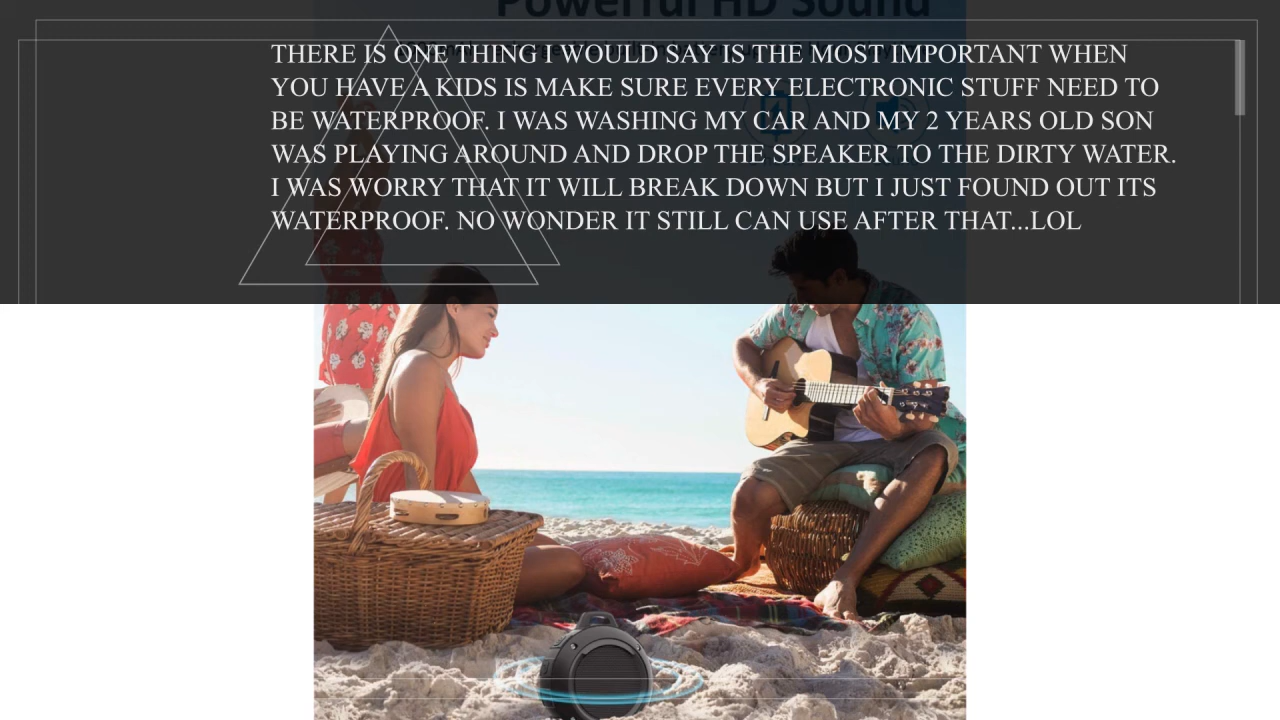 Powerful HD Sound
THERE IS ONE THING I WOULD SAY IS THE MOST IMPORTANT WHEN
YOU HAVE A KIDS IS MAKE SURE EVERY ELECTRONIC STUFF NEED TO
BE WATERPROOF. I WAS WASHING MY CAR AND MY 2 YEARS OLD SON
WAS PLAYING AROUND AND DROP THE SPEAKER TO THE DIRTY WATER.
I WAS WORRY THAT IT WILL BREAK DOWN BUT I JUST FOUND OUT ITS
WATERPROOF. NO WONDER IT STILL CAN USE AFTER THAT...LOL